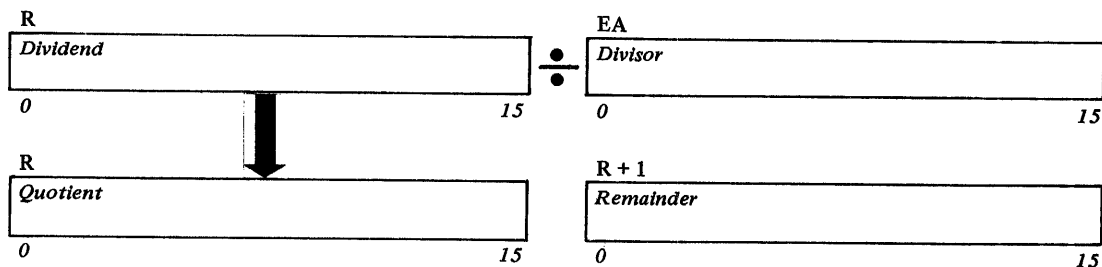 R EA
Dividend ÷ Divisor
0 15 0 15
R R + 1
Quotient Remainder
0 15 0 15